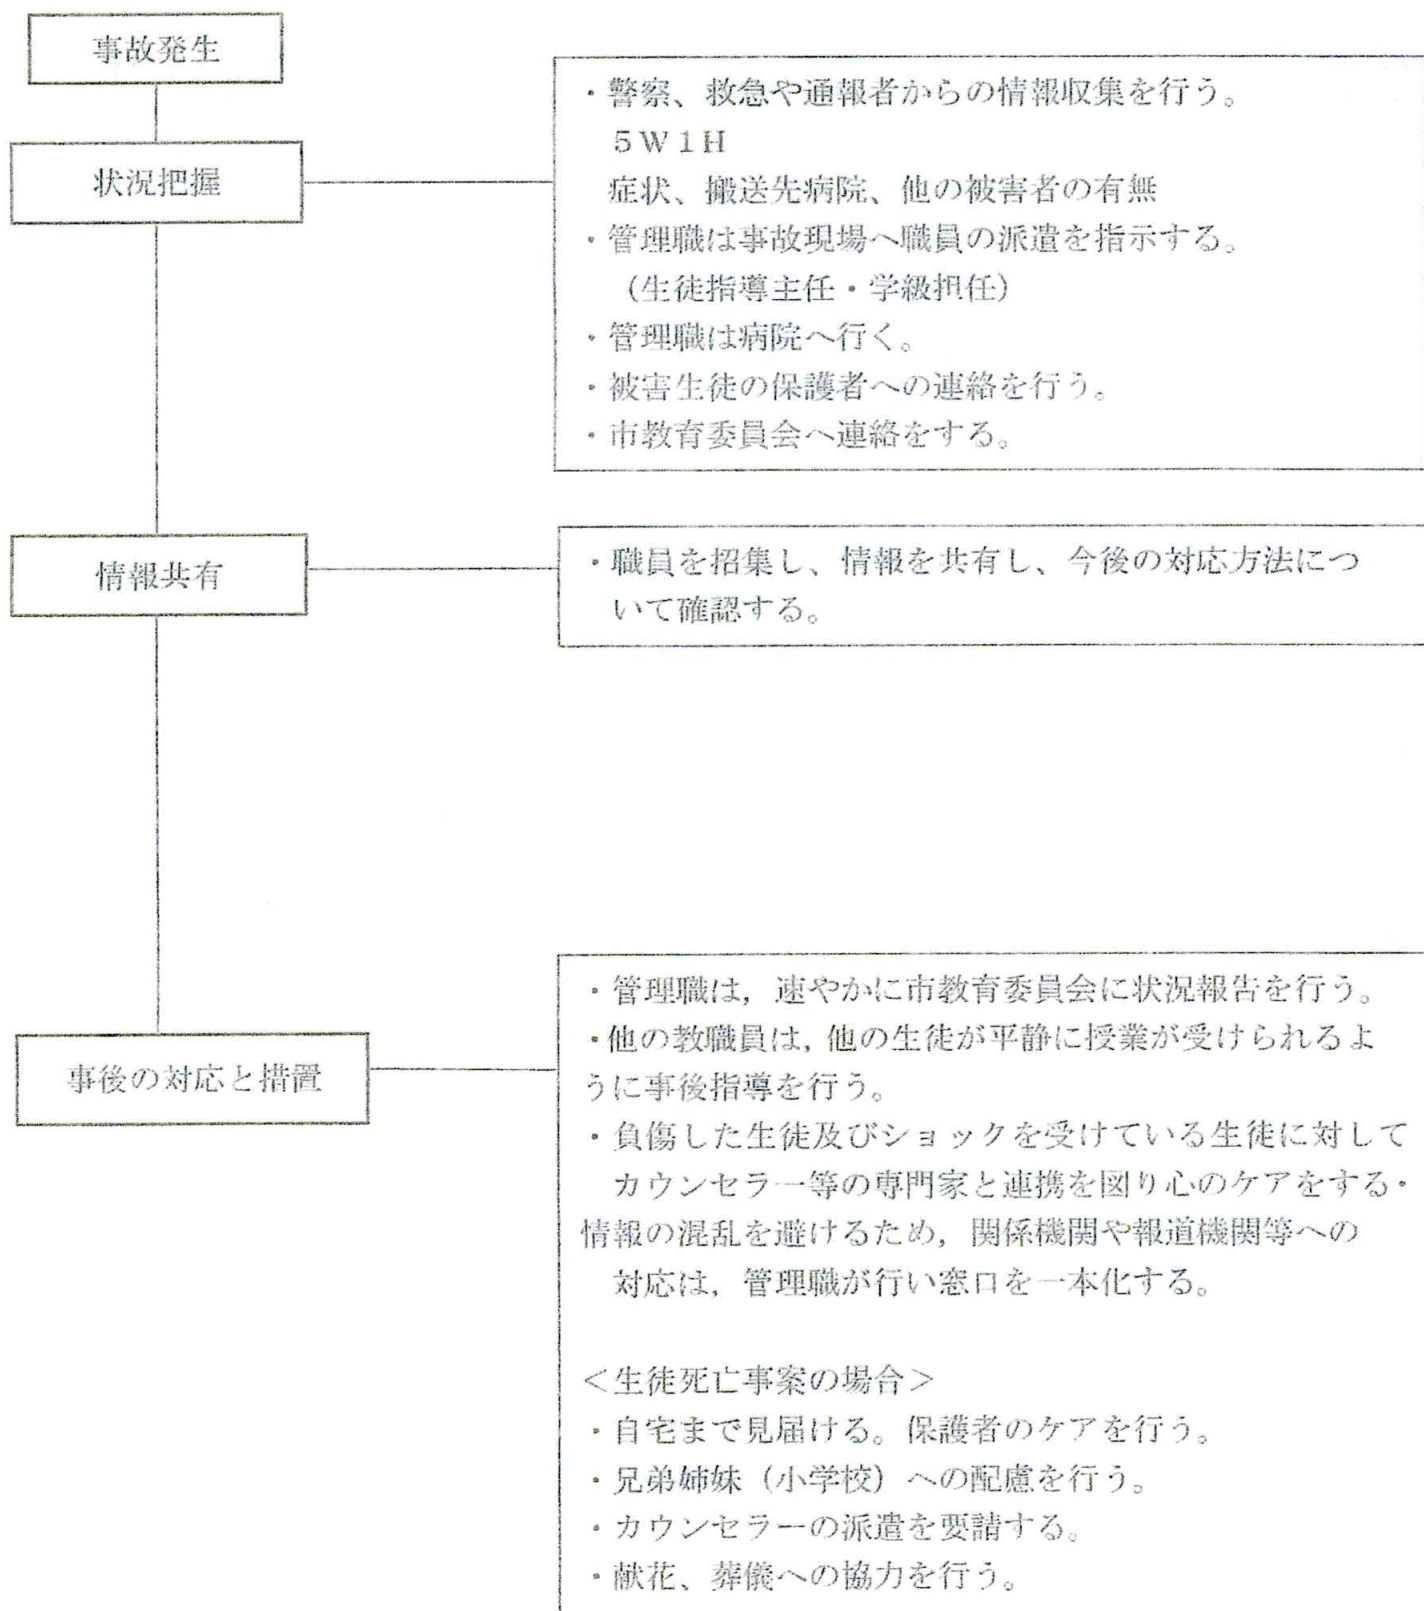 事故発生
状況把握
・警察、救急や通報者からの情報収集を行う。
5W1H
症状、搬送先病院、他の被害者の有無
・管理職は事故現場へ職員の派遣を指示する。
(生徒指導主任・学級担任)
・管理職は病院へ行く。
・被害生徒の保護者への連絡を行う。
・市教育委員会へ連絡をする。
情報共有
・職員を招集し、情報を共有し、今後の対応方法につ
いて確認する。
事後の対応と措置
・管理職は，速やかに市教育委員会に状況報告を行う。
・他の教職員は，他の生徒が平静に授業が受けられるよ
うに事後指導を行う。
・負傷した生徒及びショックを受けている生徒に対して
カウンセラー等の専門家と連携を図り心のケアをする・
情報の混乱を避けるため，関係機関や報道機関等への
対応は，管理職が行い窓口を一本化する。
＜生徒死亡事案の場合＞
・自宅まで見届ける。保護者のケアを行う。
・兄弟姉妹（小学校）への配慮を行う。
・カウンセラーの派遣を要請する。
・献花、葬儀への協力を行う。